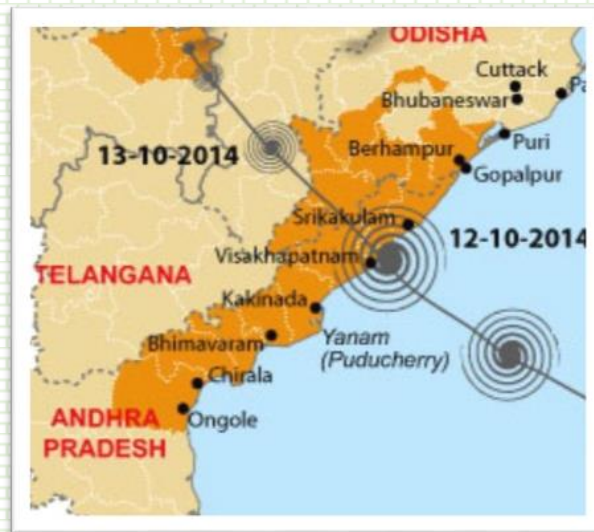 ODISHA
Cuttack
Bhubaneswar
Puri
13-10-2014
Berhampur
Gopalpur
Srikakulam
12-10-2014
Visakhapatnam
TELANGANA
Kakinada
Yanam
(Puducherry)
Bhimavaram
Chirala
ANDHRA
PRADESH
Ongole